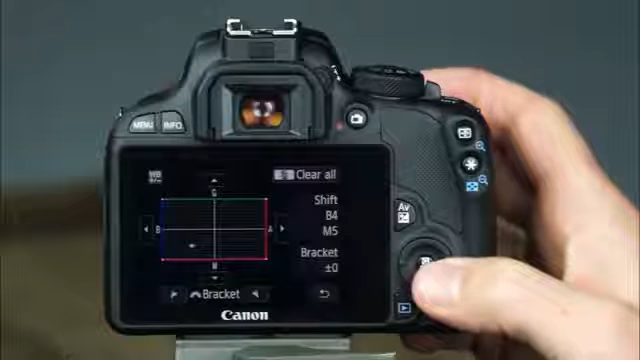 MENU INFO
WB
+/-
Clear all
G
B A
M
Shift
B4
M5
Bracket
±0
Bracket
Av
Canon